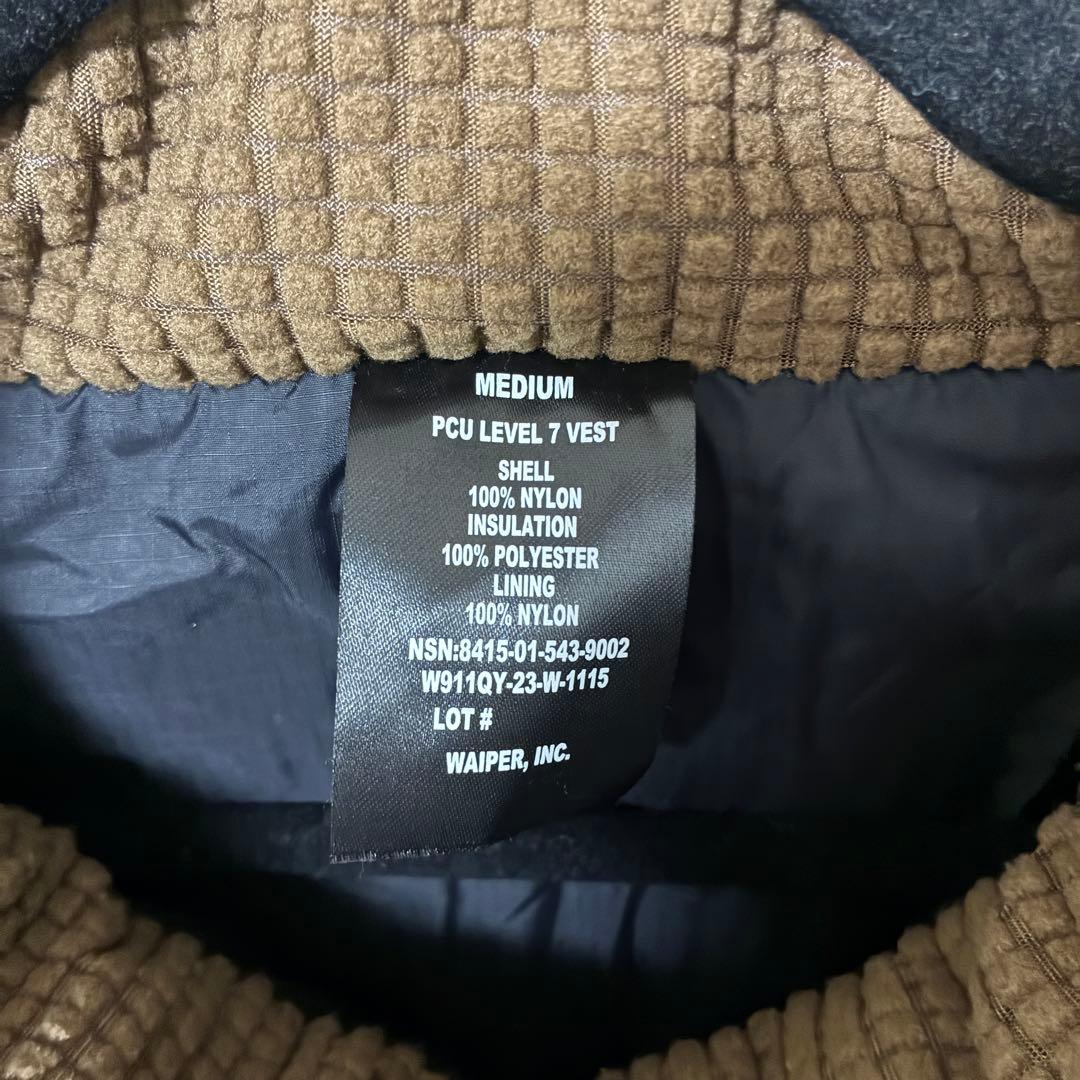 MEDIUM
PCU LEVEL 7 VEST
SHELL
100% NYLON
INSULATION
100% POLYESTER
LINING
100% NYLON
NSN:8415-01-543-9002
W911QY-23-W-1115
LOT #
WAIPER, INC.